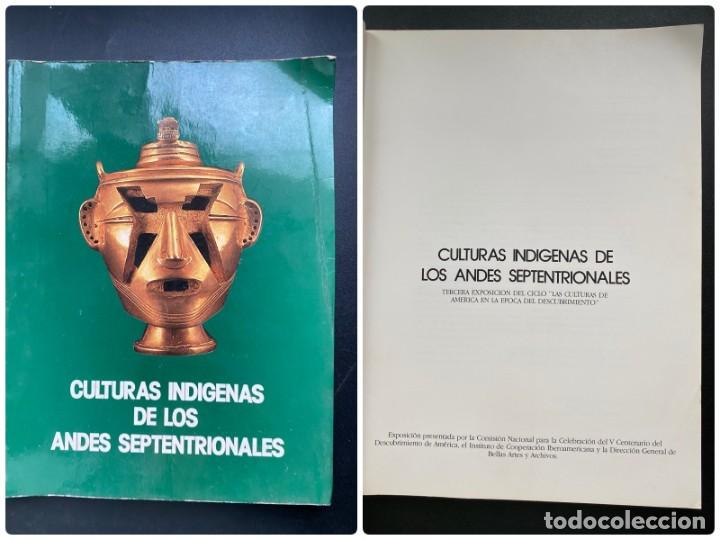 CULTURAS INDIGENAS
DE LOS
ANDES SEPTENTRIONALES
CULTURAS INDIGENAS DE
LOS ANDES SEPTENTRIONALES
TERCERA EXPOSICION DEL CICLO "LAS CULTURAS DE
AMERICA EN LA EPOCA DEL DESCUBRIMIENTO"
Exposición presentada por la Comisión Nacional para la Celebración del V Centenario del
Descubrimiento de América, el Instituto de Cooperación Iberoamericana y la Dirección General de
Bellas Artes y Archivos.
todocoleccion